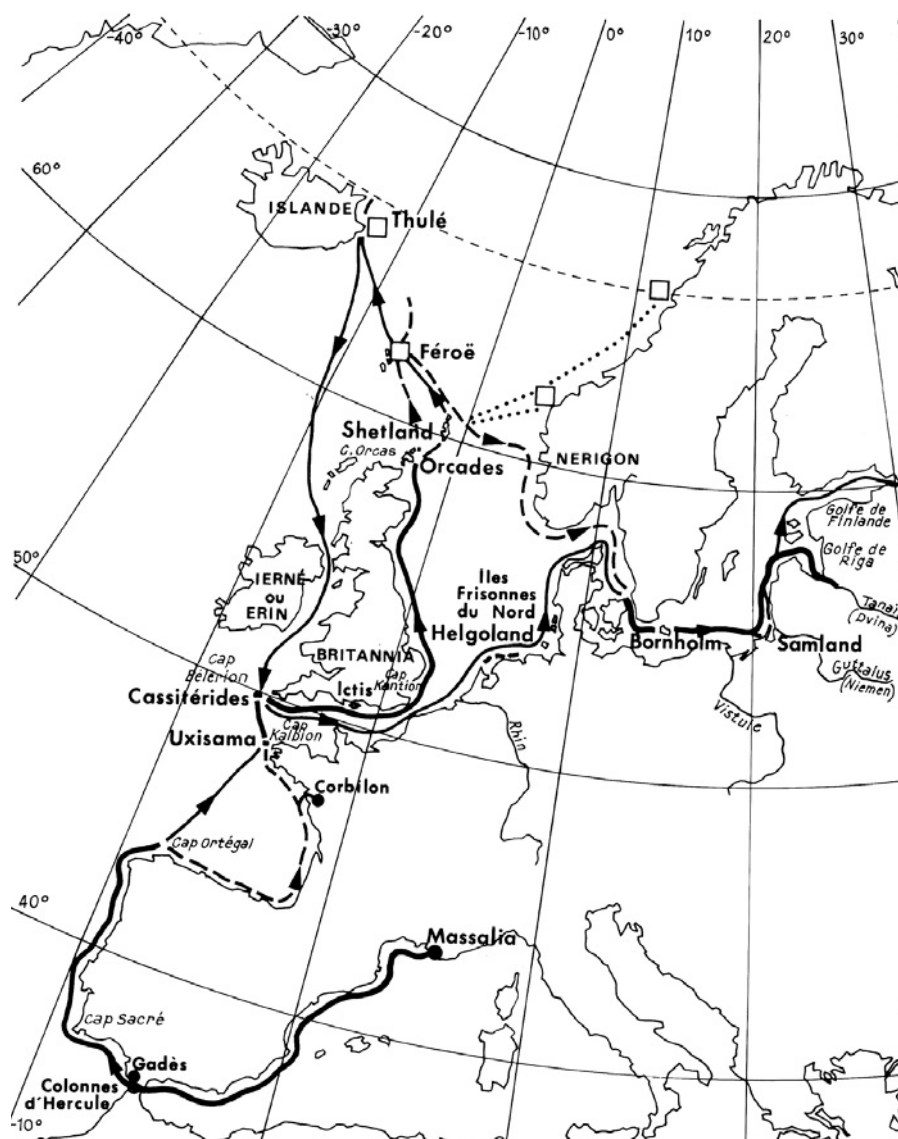 -40°
-30°
-20°
-10°
0°
10°
20°
30°
60°
ISLANDE
Thulé
Féroë
Shetland
C. Orcas
Orcades
NERIGON
Golfe de
Finlande
Golfe de
Riga
50°
IERNÉ
OU
ERIN
Îles
Frisonnes
du Nord
Helgoland
Tanaï
(Dvina)
BRITANNIA
Bornholm
Samland
Cap
Bélérion
Cap
Kantion
Ictis
Guttalus
(Niemen)
Cassitérides
Cap
Kalbion
Vistule
Uxisama
Rhin
Corbilon
Cap Ortégal
40°
Massalia
Cap Sacré
Gadès
Colonnes
d'Hercule
-10°